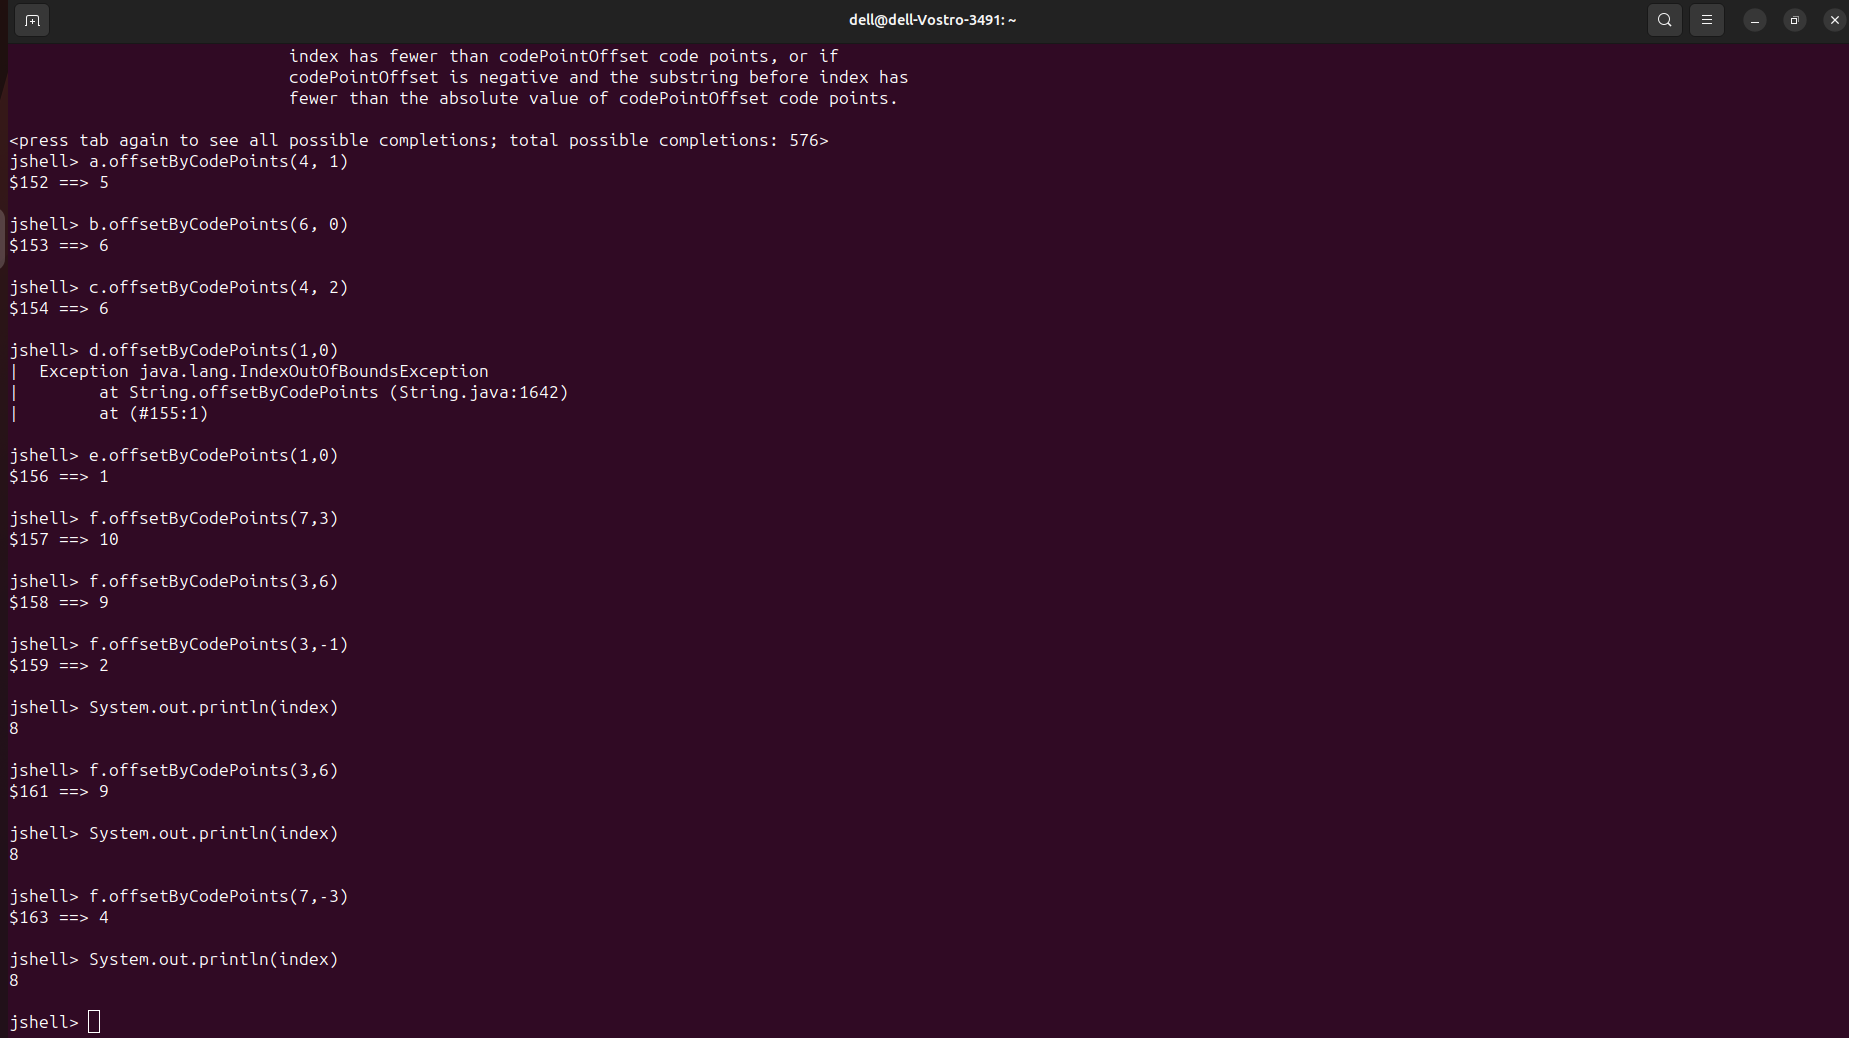 dell@dell-Vostro-3491: ~
index has fewer than codePointOffset code points, or if
codePointOffset is negative and the substring before index has
fewer than the absolute value of codePointOffset code points.
<press tab again to see all possible completions; total possible completions: 576>
jshell> a.offsetByCodePoints(4, 1)
$152 ==> 5
jshell> b.offsetByCodePoints(6, 0)
$153 ==> 6
jshell> c.offsetByCodePoints(4, 2)
$154 ==> 6
jshell> d.offsetByCodePoints(1,0)
|  Exception java.lang.IndexOutOfBoundsException
|        at String.offsetByCodePoints (String.java:1642)
|        at (#155:1)
jshell> e.offsetByCodePoints(1,0)
$156 ==> 1
jshell> f.offsetByCodePoints(7,3)
$157 ==> 10
jshell> f.offsetByCodePoints(3,6)
$158 ==> 9
jshell> f.offsetByCodePoints(3,-1)
$159 ==> 2
jshell> System.out.println(index)
8
jshell> f.offsetByCodePoints(3,6)
$161 ==> 9
jshell> System.out.println(index)
8
jshell> f.offsetByCodePoints(7,-3)
$163 ==> 4
jshell> System.out.println(index)
8
jshell>